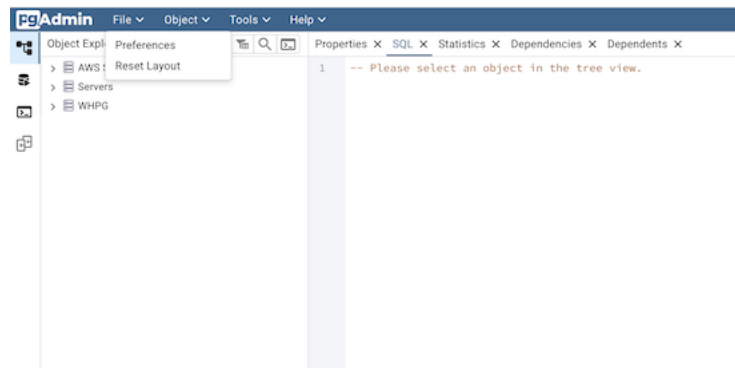 pgAdmin File Object Tools Help
Object Expl
Preferences
Reset Layout
Properties SQL Statistics Dependencies Dependents
AWS
Servers
WHPG
1 -- Please select an object in the tree view.